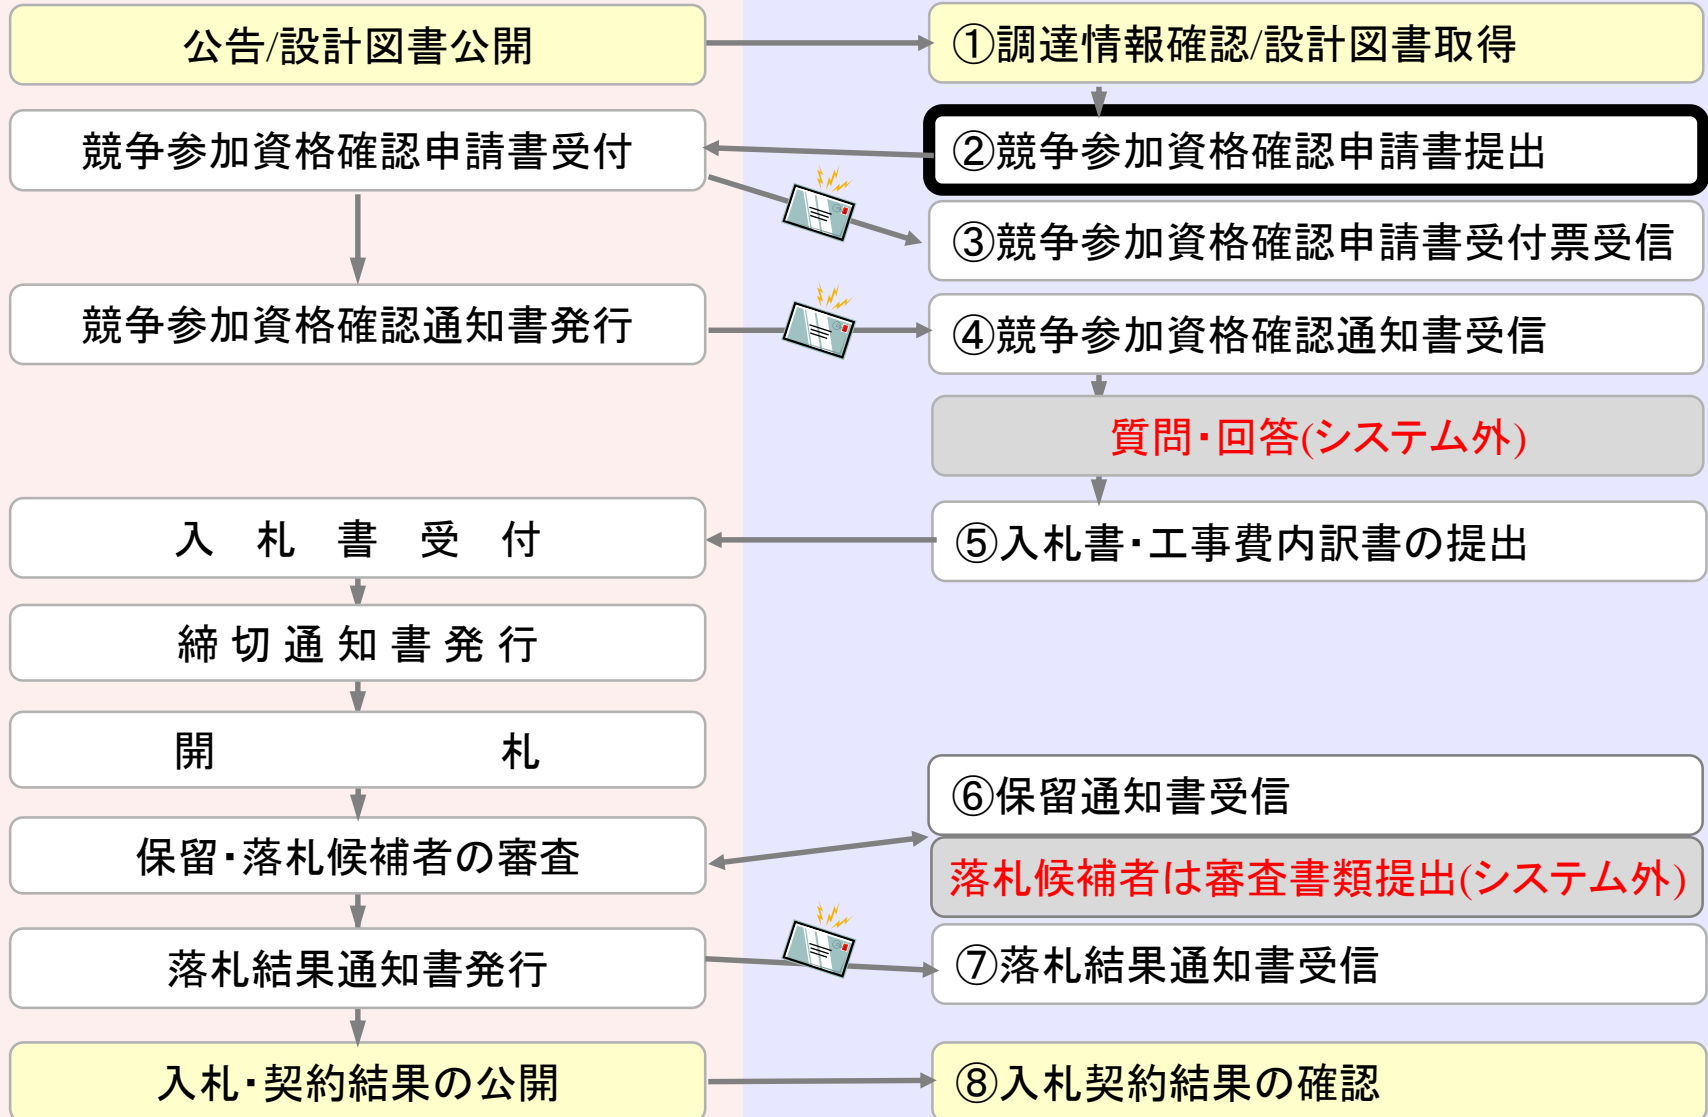 公告/設計図書公開
①調達情報確認/設計図書取得
競争参加資格確認申請書受付
②競争参加資格確認申請書提出
③競争参加資格確認申請書受付票受信
競争参加資格確認通知書発行
④競争参加資格確認通知書受信
質問・回答(システム外)
入　札　書　受　付
⑤入札書・工事費内訳書の提出
締 切 通 知 書 発 行
開　　　　　　　札
⑥保留通知書受信
保留・落札候補者の審査
落札候補者は審査書類提出(システム外)
落札結果通知書発行
⑦落札結果通知書受信
入札・契約結果の公開
⑧入札契約結果の確認